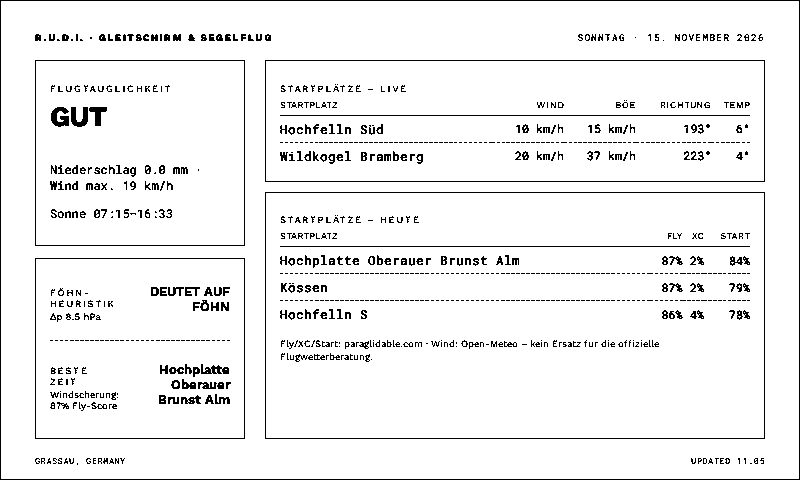 R.U.D.I. · GLEITSCHIRM & SEGELFLUG
SONNTAG · 15. NOVEMBER 2026
FLUGTAUGLICHKEIT
GUT
Niederschlag 0.0 mm ·
Wind max. 19 km/h
Sonne 07:15–16:33
FÖHN-
HEURISTIK
Δp 8.5 hPa
DEUTET AUF
FÖHN
BESTE
ZEIT
Windscherung:
87% Fly-Score
Hochplatte
Oberauer
Brunst Alm
STARTPLÄTZE – LIVE
STARTPLATZ WIND BÖE RICHTUNG TEMP
Hochfelln Süd 10 km/h 15 km/h 193° 6°
Wildkogel Bramberg 20 km/h 37 km/h 223° 4°
STARTPLÄTZE – HEUTE
STARTPLATZ FLY XC START
Hochplatte Oberauer Brunst Alm 87% 2% 84%
Kössen 87% 2% 79%
Hochfelln S 86% 4% 78%
Fly/XC/Start: paraglidable.com · Wind: Open-Meteo – kein Ersatz für die offizielle
Flugwetterberatung.
GRASSAU, GERMANY
UPDATED 11.05